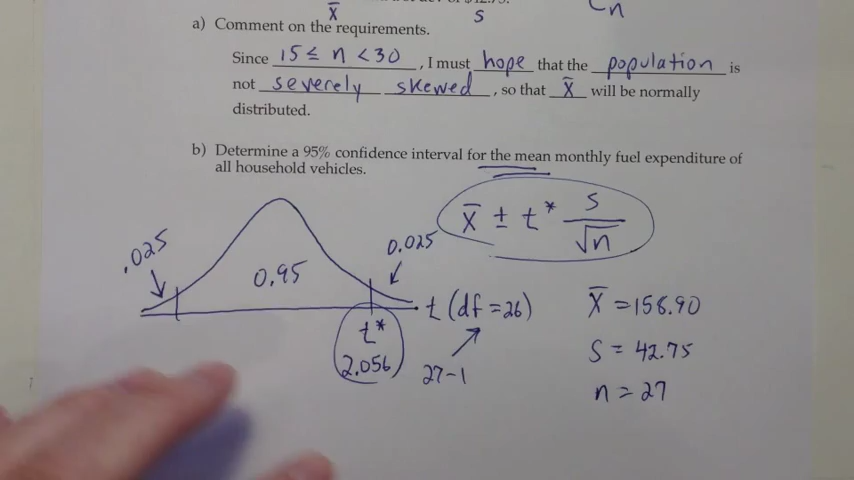 x̄
s
n
a) Comment on the requirements.
Since 15 ≤ n < 30, I must hope that the population is
not severely skewed, so that x̄ will be normally
distributed.
b) Determine a 95% confidence interval for the mean monthly fuel expenditure of
all household vehicles.
x̄ ± t* s/√n
.025
0.95
0.025
t (df = 26)
t*
2.056
27-1
x̄ = 158.90
s = 42.75
n = 27